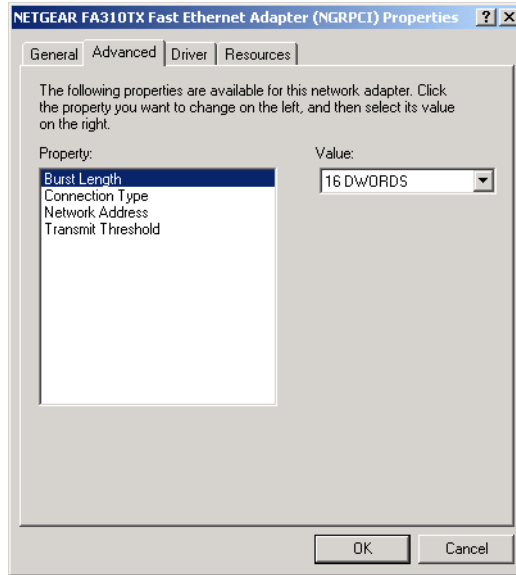 NETGEAR FA310TX Fast Ethernet Adapter (NGRPCI) Properties ? X
General Advanced Driver Resources
The following properties are available for this network adapter. Click
the property you want to change on the left, and then select its value
on the right.
Property: Value:
Burst Length 16 DWORDS
Connection Type
Network Address
Transmit Threshold
OK Cancel